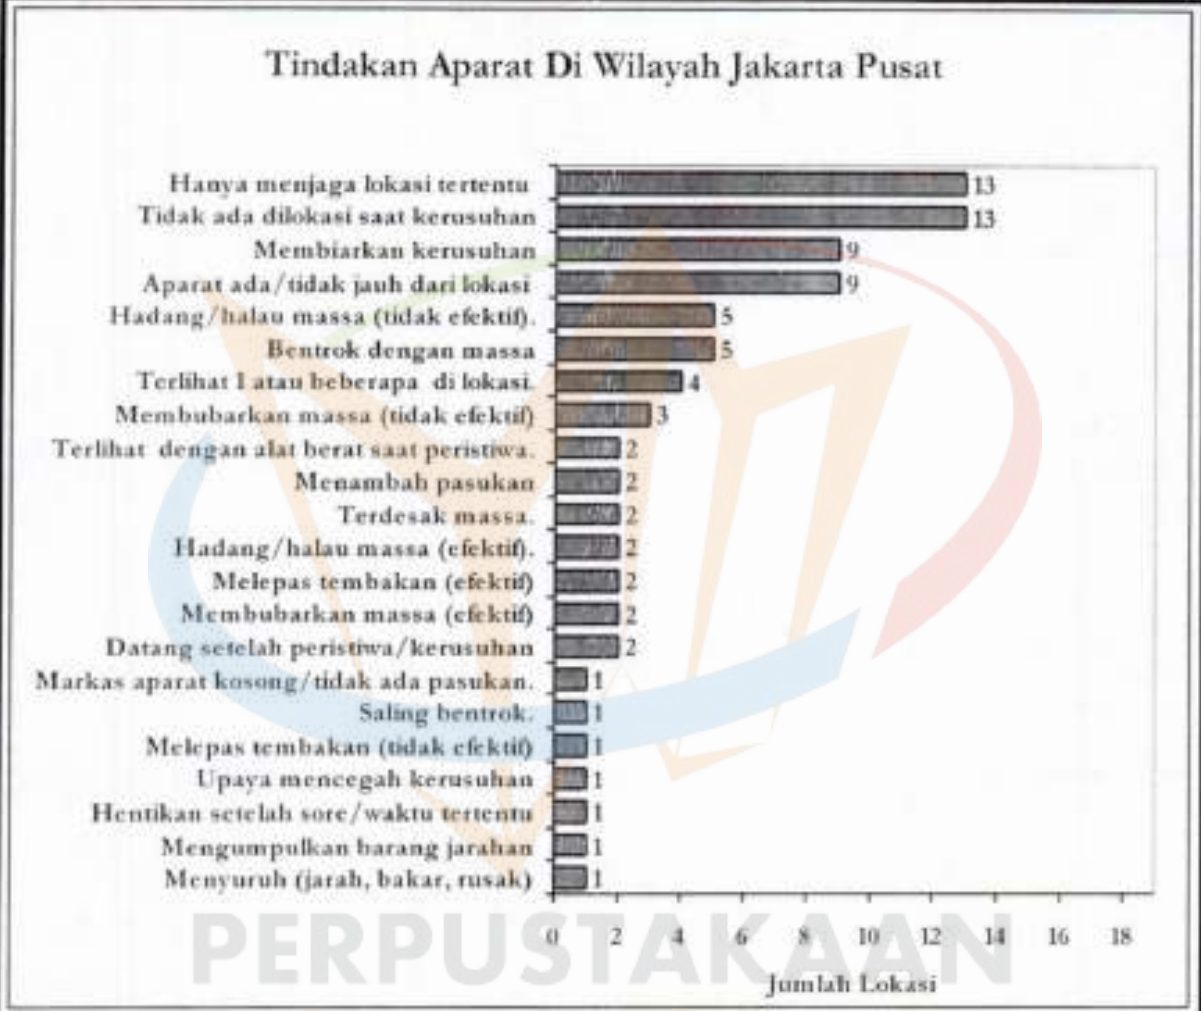 Tindakan Aparat Di Wilayah Jakarta Pusat
Hanya menjaga lokasi tertentu 13
Tidak ada dilokasi saat kerusuhan 13
Membiarkan kerusuhan 9
Aparat ada/tidak jauh dari lokasi 9
Hadang/halau massa (tidak efektif). 5
Bentrok dengan massa 5
Terlihat 1 atau beberapa di lokasi. 4
Membubarkan massa (tidak efektif) 3
Terlihat dengan alat berat saat peristiwa. 2
Menambah pasukan 2
Terdesak massa. 2
Hadang/halau massa (efektif). 2
Melepas tembakan (efektif) 2
Membubarkan massa (efektif) 2
Datang setelah peristiwa/kerusuhan 2
Markas aparat kosong/tidak ada pasukan. 1
Saling bentrok. 1
Melepas tembakan (tidak efektif) 1
Upaya mencegah kerusuhan 1
Hentikan setelah sore/waktu tertentu 1
Mengumpulkan barang jarahan 1
Menyuruh (jarah, bakar, rusak) 1
0 2 4 6 8 10 12 14 16 18
Jumlah Lokasi
PERPUSTAKAAN